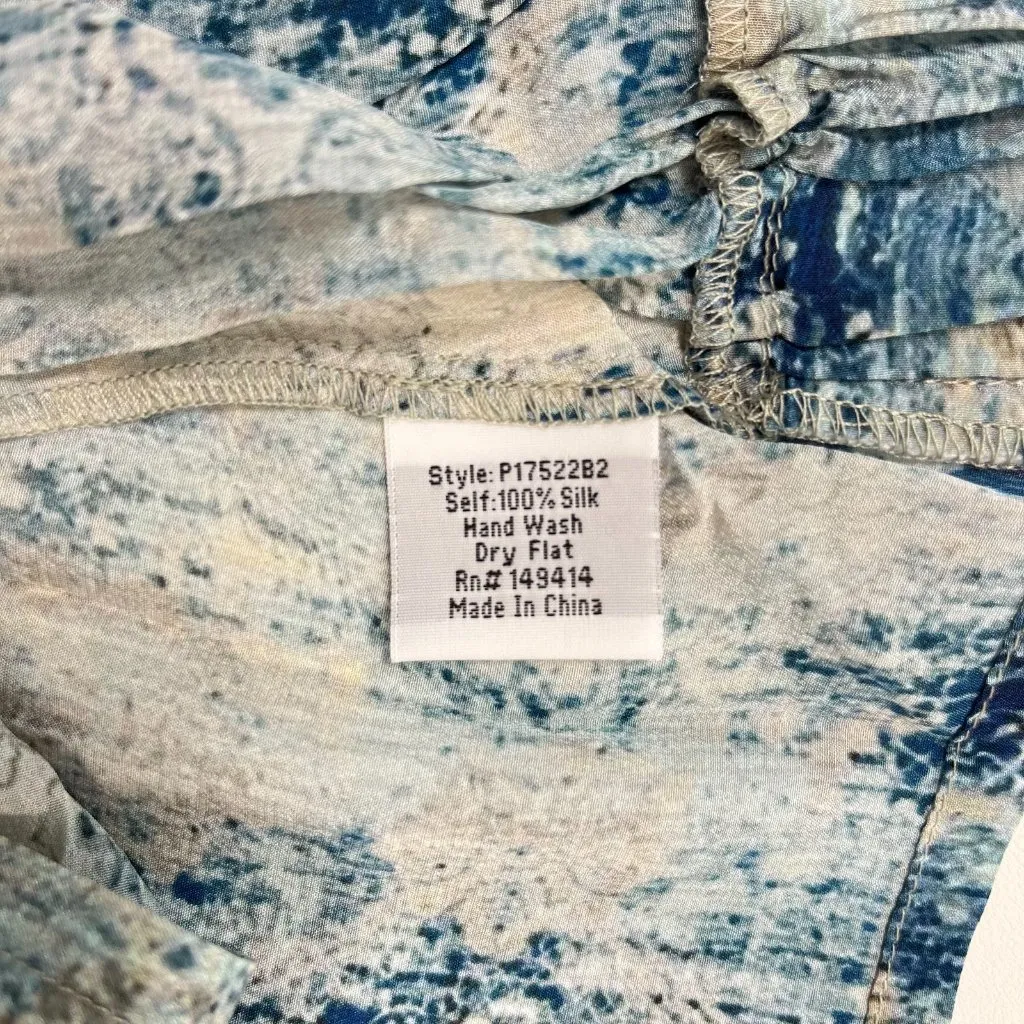 Style: P17522B2
Self:100% Silk
Hand Wash
Dry Flat
Rn# 149414
Made In China